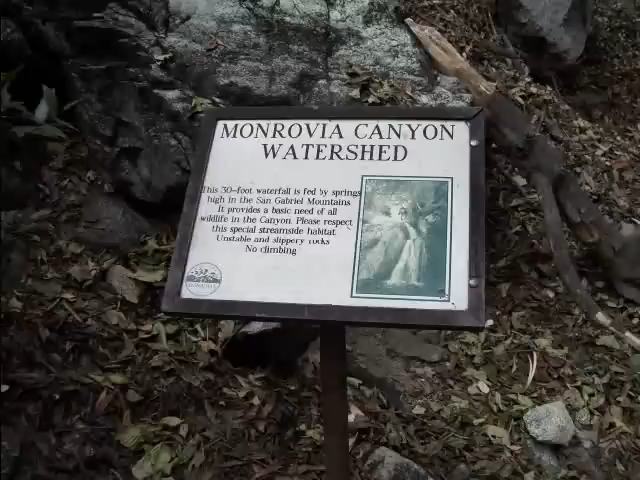 MONROVIA CANYON
WATERSHED
This 30-foot waterfall is fed by springs
high in the San Gabriel Mountains
It provides a basic need of all
wildlife in the Canyon. Please respect
this special streamside habitat
Unstable and slippery rocks
No climbing